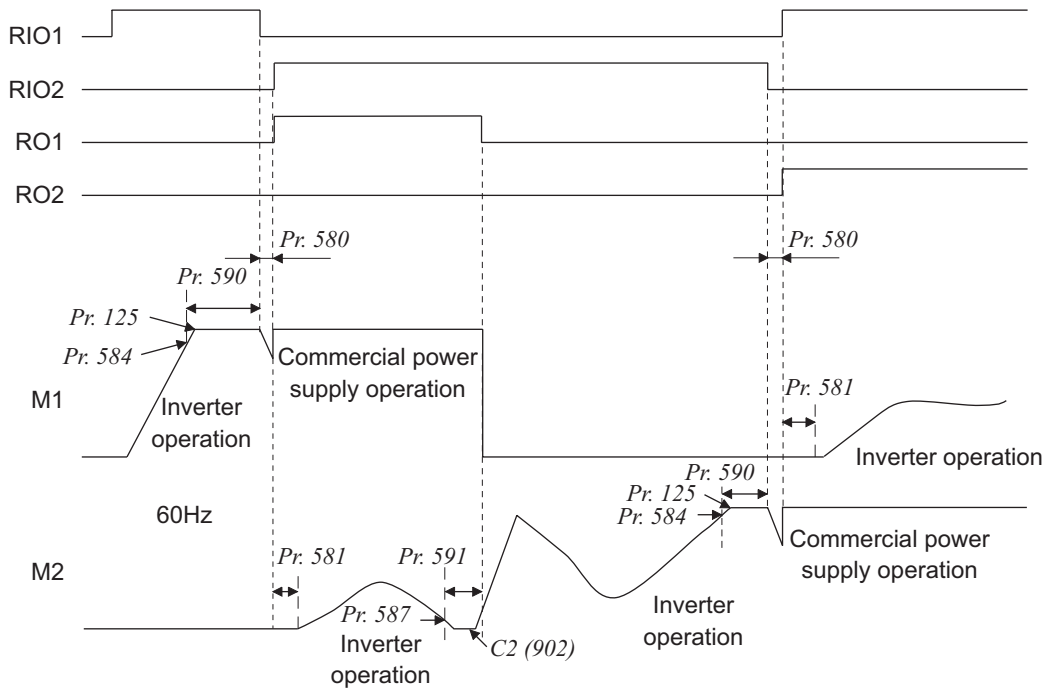 RIO1
RIO2
RO1
RO2
Pr. 580
Pr. 580
Pr. 590
Pr. 125
Pr. 584
Commercial power
supply operation
M1
Inverter
operation
Pr. 581
Inverter operation
Pr. 590
Pr. 125
Pr. 584
60Hz
Commercial power
supply operation
M2
Pr. 581
Pr. 591
Pr. 587
Inverter
operation
C2 (902)
Inverter
operation